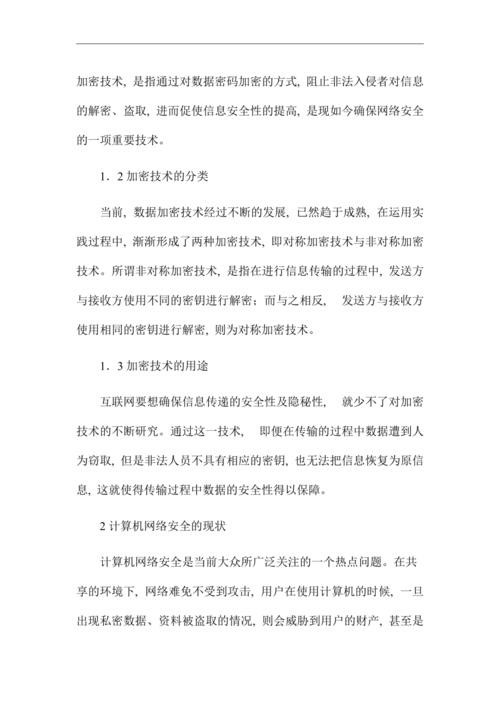 加密技术, 是指通过对数据密码加密的方式, 阻止非法入侵者对信息
的解密、盗取, 进而促使信息安全性的提高, 是现如今确保网络安全
的一项重要技术。
1．2 加密技术的分类
当前, 数据加密技术经过不断的发展, 已然趋于成熟, 在运用实
践过程中, 渐渐形成了两种加密技术, 即对称加密技术与非对称加密
技术。所谓非对称加密技术, 是指在进行信息传输的过程中, 发送方
与接收方使用不同的密钥进行解密；而与之相反, 发送方与接收方
使用相同的密钥进行解密, 则为对称加密技术。
1．3 加密技术的用途
互联网要想确保信息传递的安全性及隐秘性, 就少不了对加密
技术的不断研究。通过这一技术, 即便在传输的过程中数据遭到人
为窃取, 但是非法人员不具有相应的密钥, 也无法把信息恢复为原信
息, 这就使得传输过程中数据的安全性得以保障。
2 计算机网络安全的现状
计算机网络安全是当前大众所广泛关注的一个热点问题。在共
享的环境下, 网络难免不受到攻击, 用户在使用计算机的时候, 一旦
出现私密数据、资料被盗取的情况, 则会威胁到用户的财产, 甚至是